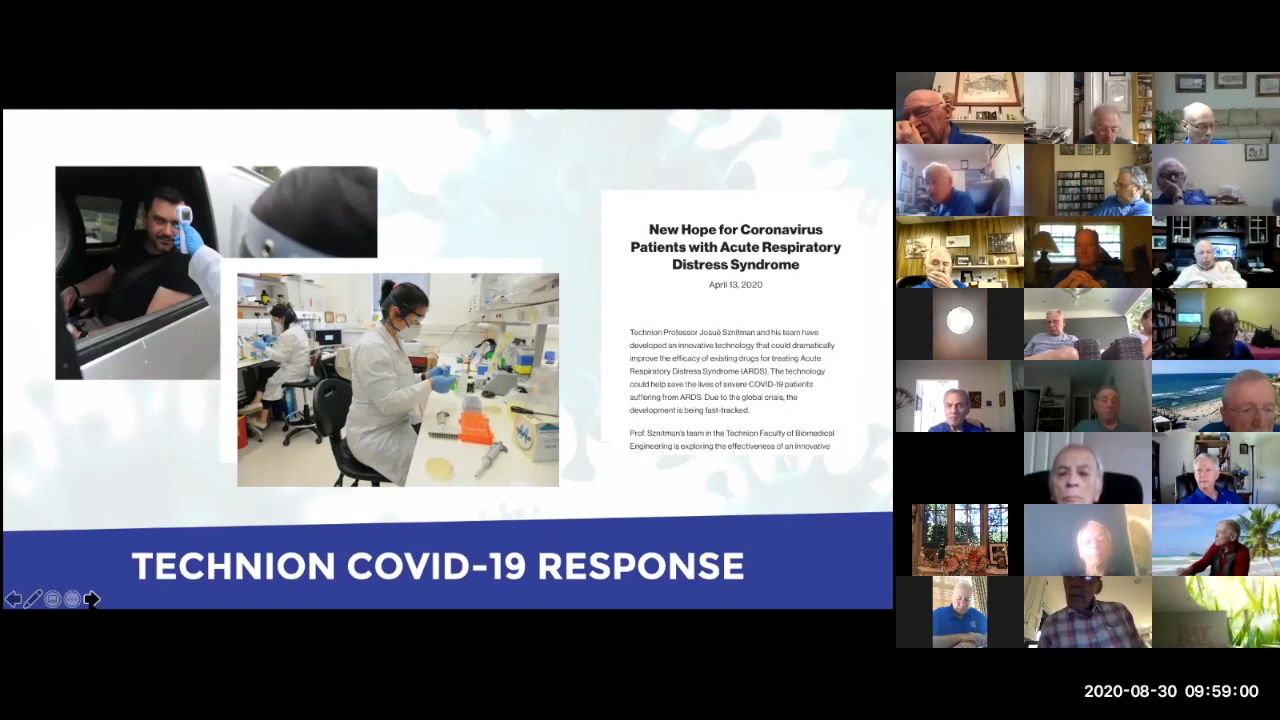 New Hope for Coronavirus
Patients with Acute Respiratory
Distress Syndrome
April 13, 2020
Technion Professor Josué Sznitman and his team have
developed an innovative technology that could dramatically
improve the efficacy of existing drugs for treating Acute
Respiratory Distress Syndrome (ARDS). The technology
could help save the lives of severe COVID-19 patients
suffering from ARDS. Due to the global crisis, the
development is being fast-tracked.
Prof. Sznitman's team in the Technion Faculty of Biomedical
Engineering is exploring the effectiveness of an innovative
TECHNION COVID-19 RESPONSE
2020-08-30 09:59:00